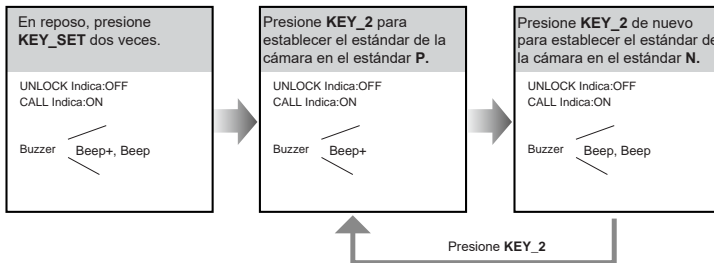 En reposo, presione
KEY_SET dos veces.
UNLOCK Indica:OFF
CALL Indica:ON
Buzzer
Beep+, Beep
Presione KEY_2 para
establecer el estándar de la
cámara en el estándar P.
UNLOCK Indica:OFF
CALL Indica:ON
Buzzer
Beep+
Presione KEY_2 de nuevo
para establecer el estándar de
la cámara en el estándar N.
UNLOCK Indica:OFF
CALL Indica:ON
Buzzer
Beep, Beep
Presione KEY_2